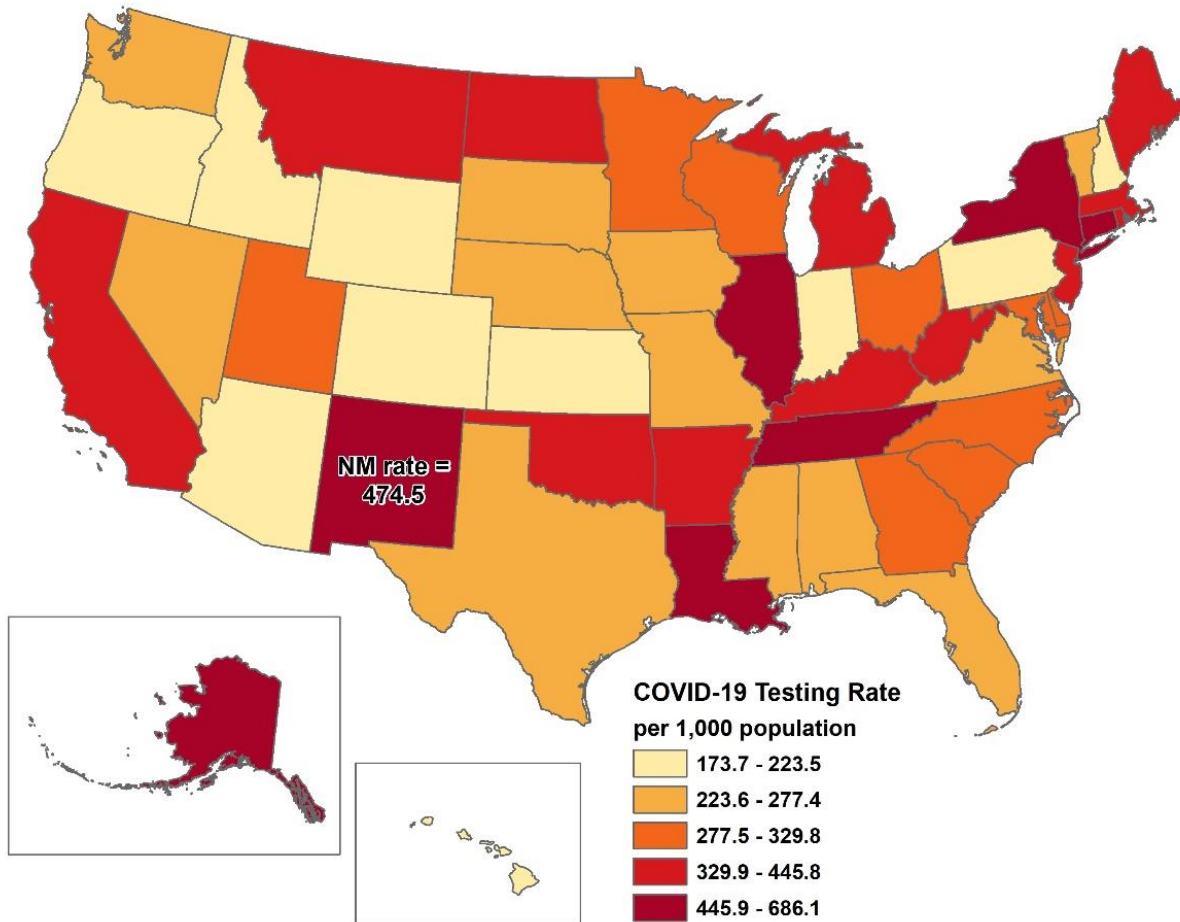 NM rate =
474.5
COVID-19 Testing Rate
per 1,000 population
173.7 - 223.5
223.6 - 277.4
277.5 - 329.8
329.9 - 445.8
445.9 - 686.1